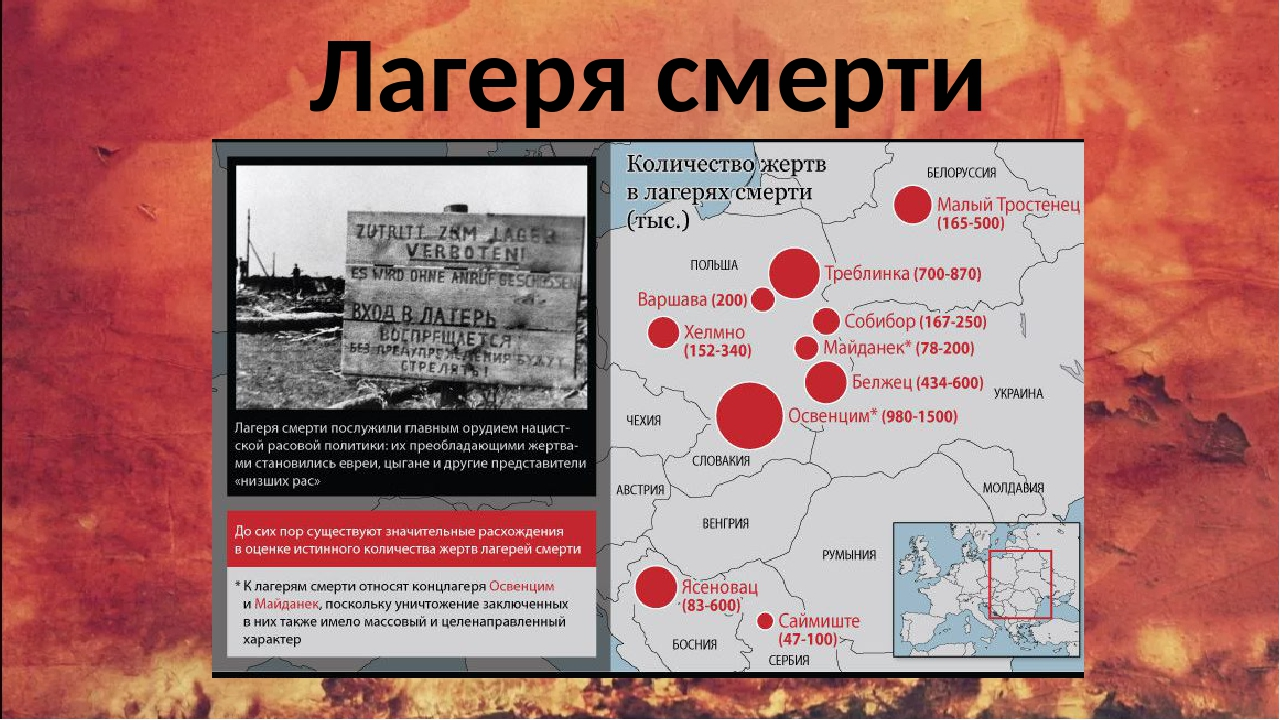 Лагеря смерти
ZUTRITT ZUM LAGER
VERBOTEN!
ES WIRD OHNE ANRUF GESCHOSSEN
ВХОД В ЛАГЕРЬ
ВОСПРЕЩАЕТСЯ!
БЕЗ ПРЕДУПРЕЖДЕНИЯ БУДУТ
СТРЕЛЯТЬ!
Лагеря смерти послужили главным орудием нацист-
ской расовой политики: их преобладающими жертва-
ми становились евреи, цыгане и другие представители
«низших рас»
До сих пор существуют значительные расхождения
в оценке истинного количества жертв лагерей смерти
* К лагерям смерти относят концлагеря Освенцим
и Майданек, поскольку уничтожение заключенных
в них также имело массовый и целенаправленный
характер
Количество жертв
в лагерях смерти
(тыс.)
БЕЛОРУССИЯ
Малый Тростенец
(165-500)
ПОЛЬША
Треблинка (700-870)
Варшава (200)
Собибор (167-250)
Хелмно
(152-340)
Майданек* (78-200)
Белжец (434-600)
УКРАИНА
Освенцим* (980-1500)
ЧЕХИЯ
СЛОВАКИЯ
АВСТРИЯ
МОЛДАВИЯ
ВЕНГРИЯ
РУМЫНИЯ
Ясеновац
(83-600)
Саймиште
(47-100)
БОСНИЯ
СЕРБИЯ